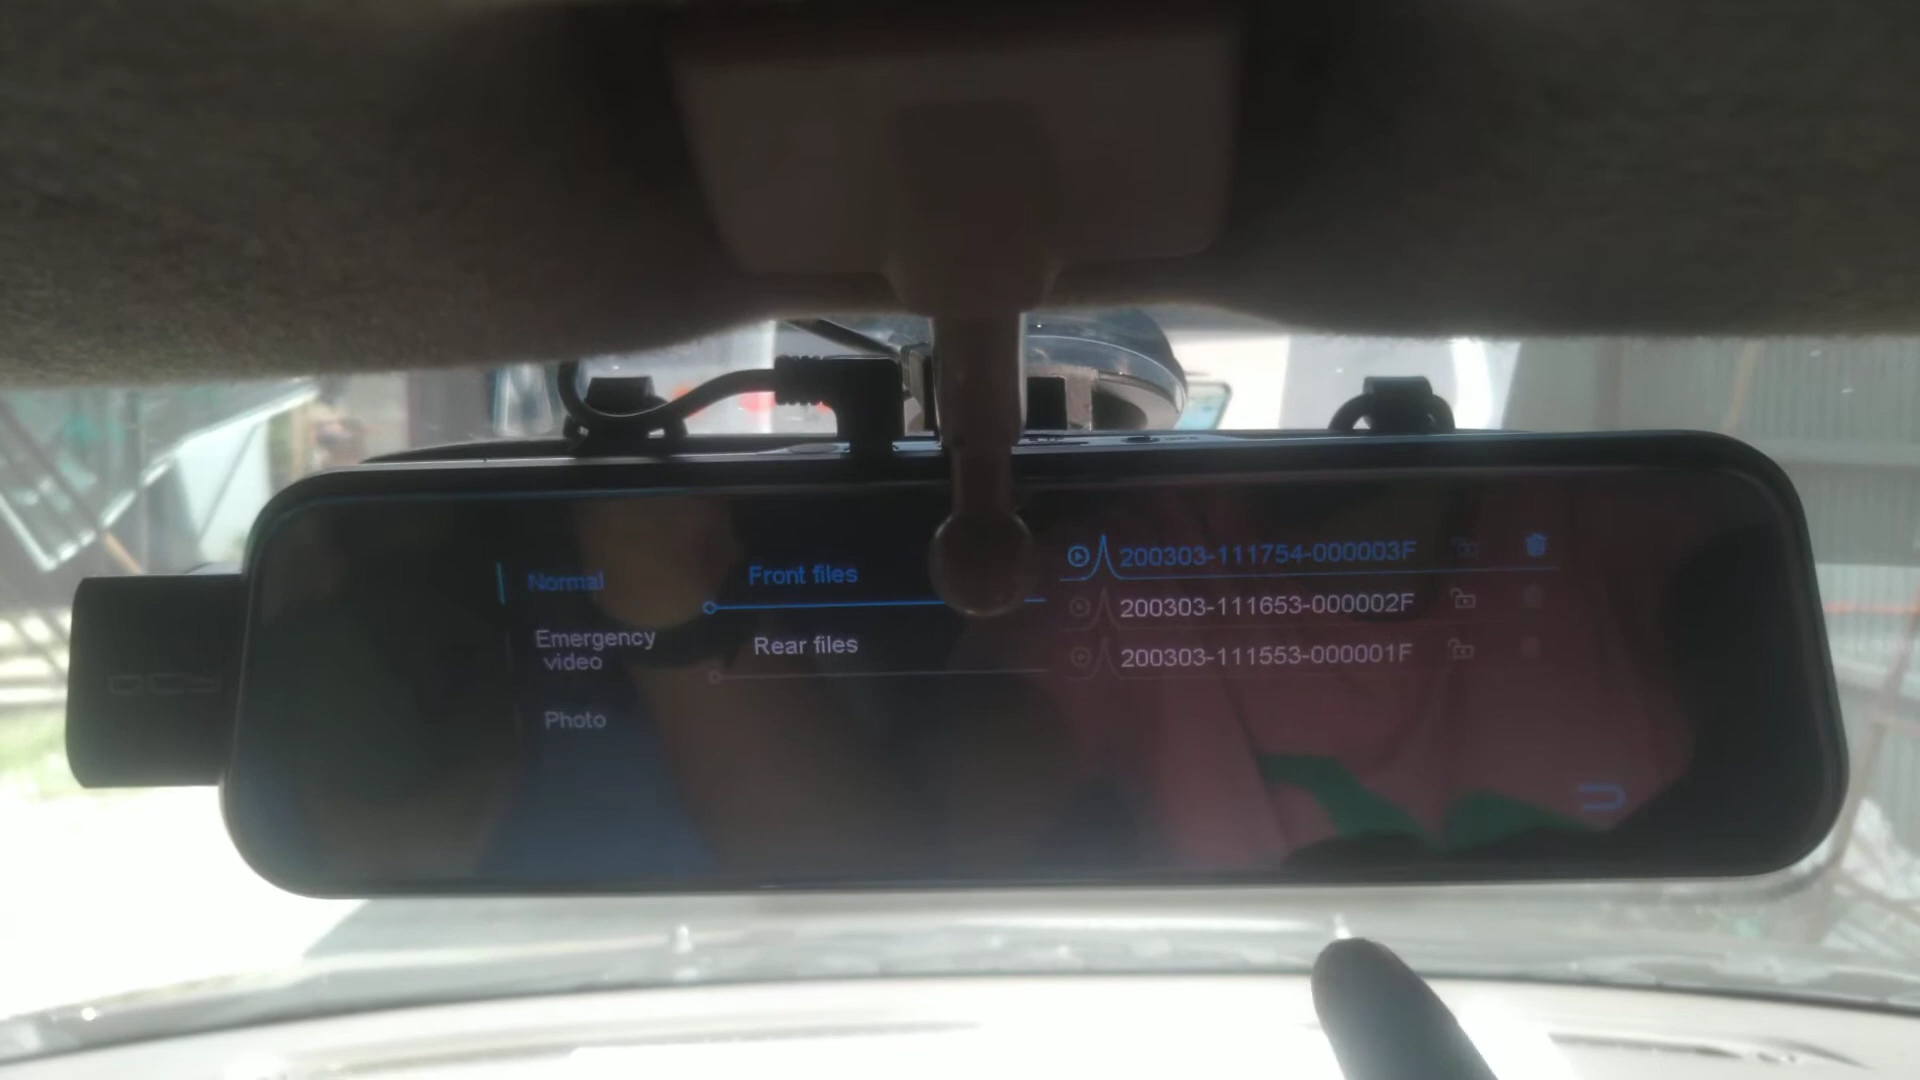 Normal
Emergency
video
Photo
Front files
Rear files
200303-111754-000003F
200303-111653-000002F
200303-111553-000001F